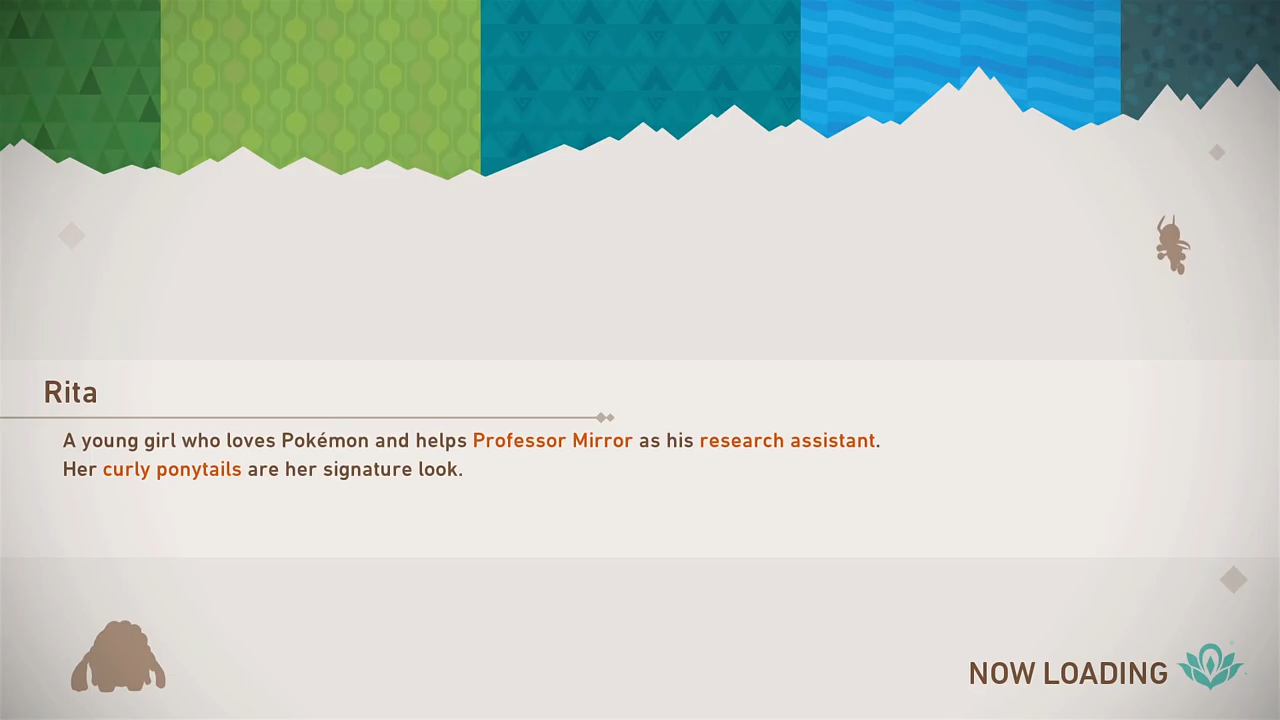 Rita
A young girl who loves Pokémon and helps Professor Mirror as his research assistant.
Her curly ponytails are her signature look.
NOW LOADING